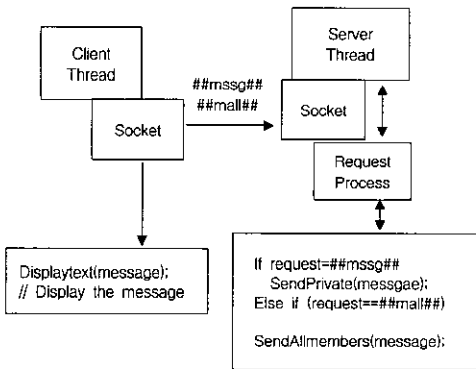 Client
Thread
Socket
##mssg##
##mall##
Server
Thread
Socket
Request
Process
Displaytext(message);
// Display the message
If request=##mssg##
SendPrivate(messgae);
Else if (request==##mall##)
SendAllmembers(message);